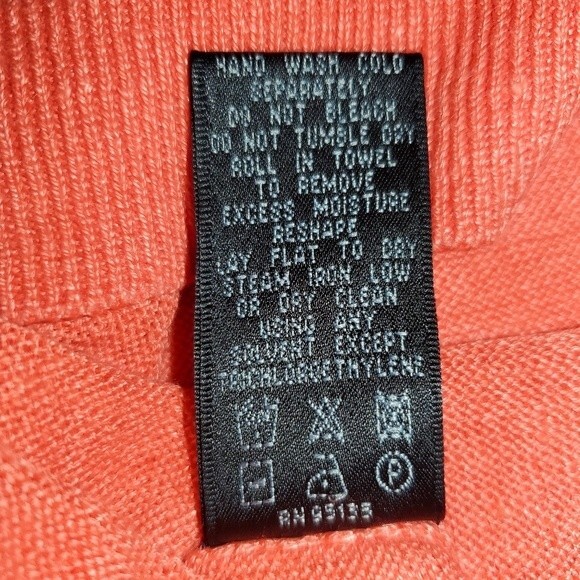 HAND WASH COLD
SEPARATELY
DO NOT BLEACH
DO NOT TUMBLE DRY
ROLL IN TOWEL
TO REMOVE
EXCESS MOISTURE
RESHAPE
LAY FLAT TO DRY
STEAM IRON LOW
OR DRY CLEAN
USING ANY
SOLVENT EXCEPT
TRICHLOROETHYLENE
P
RN 95135